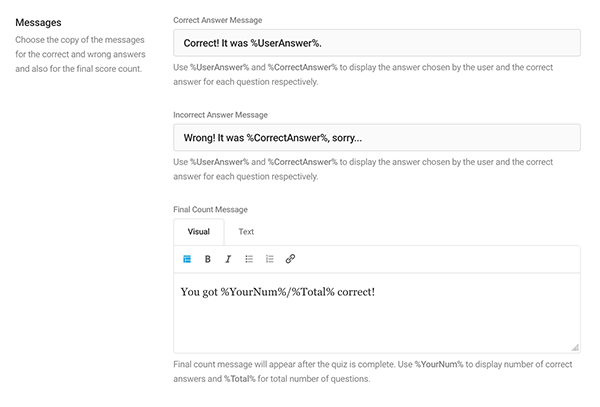 Messages
Choose the copy of the messages
for the correct and wrong answers
and also for the final score count.
Correct Answer Message
Correct! It was %UserAnswer%.
Use %UserAnswer% and %CorrectAnswer% to display the answer chosen by the user and the correct
answer for each question respectively.
Incorrect Answer Message
Wrong! It was %CorrectAnswer%, sorry...
Use %UserAnswer% and %CorrectAnswer% to display the answer chosen by the user and the correct
answer for each question respectively.
Final Count Message
Visual Text
B I
You got %YourNum%/%Total% correct!
Final count message will appear after the quiz is complete. Use %YourNum% to display number of correct
answers and %Total% for total number of questions.